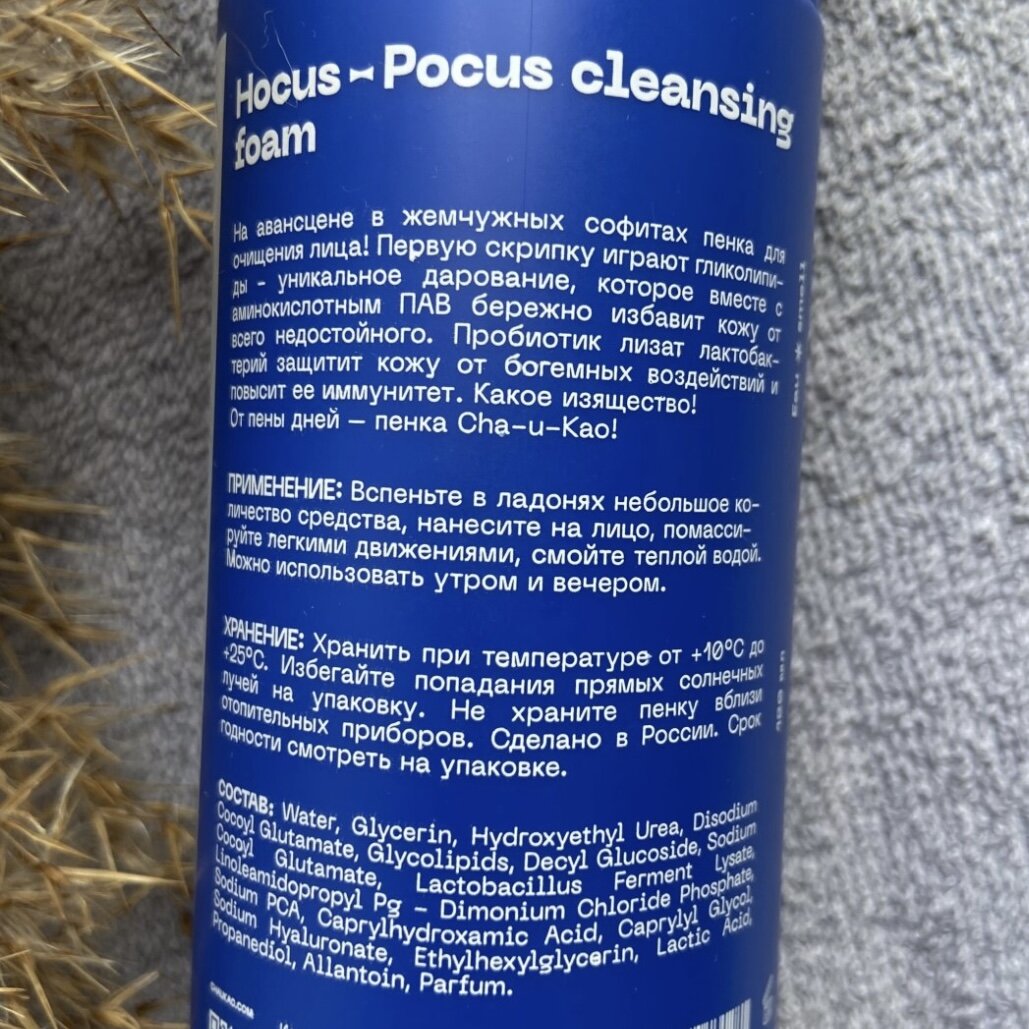 Hocus-Pocus cleansing
foam
На авансцене в жемчужных софитах пенка для
очищения лица! Первую скрипку играют гликолипи-
ды - уникальное дарование, которое вместе с
аминокислотным ПАВ бережно избавит кожу от
всего недостойного. Пробиотик лизат лактобак-
терий защитит кожу от богемных воздействий и
повысит ее иммунитет. Какое изящество!
От пены дней — пенка Cha-u-Kao!
ПРИМЕНЕНИЕ: Вспеньте в ладонях небольшое ко-
личество средства, нанесите на лицо, помасси-
руйте легкими движениями, смойте теплой водой.
Можно использовать утром и вечером.
ХРАНЕНИЕ: Хранить при температуре от +10°C до
+25°C. Избегайте попадания прямых солнечных
лучей на упаковку. Не храните пенку вблизи
отопительных приборов. Сделано в России. Срок
годности смотреть на упаковке.
СОСТАВ: Water, Glycerin, Hydroxyethyl Urea, Disodium
Cocoyl Glutamate, Glycolipids, Decyl Glucoside, Sodium
Cocoyl Glutamate, Lactobacillus Ferment Lysate,
Linoleamidopropyl Pg - Dimonium Chloride Phosphate,
Sodium PCA, Caprylhydroxamic Acid, Caprylyl Glycol,
Sodium Hyaluronate, Ethylhexylglycerin, Lactic Acid,
Propanediol, Allantoin, Parfum.
CHAUKAO.COM